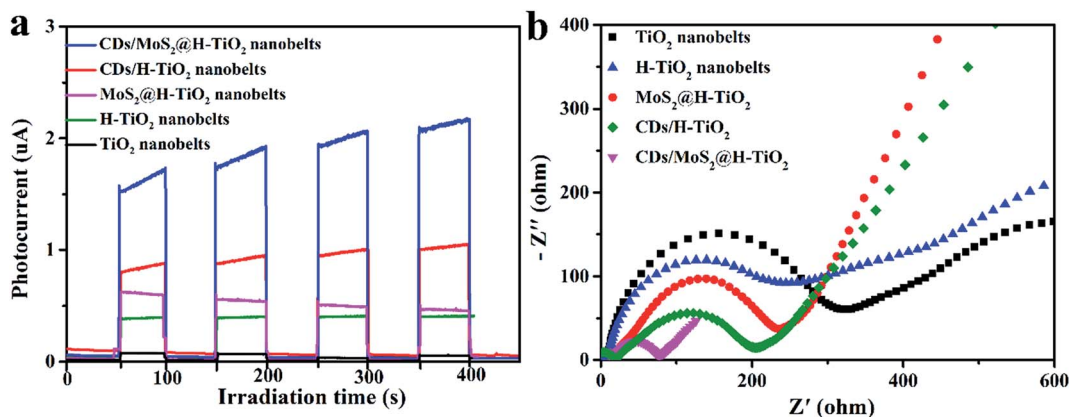 a
3
2
1
0
Photocurrent (uA)
CDs/MoS₂@H-TiO₂ nanobelts
CDs/H-TiO₂ nanobelts
MoS₂@H-TiO₂ nanobelts
H-TiO₂ nanobelts
TiO₂ nanobelts
0 100 200 300 400
Irradiation time (s)
b
400
300
200
100
0
- Z′′ (ohm)
TiO₂ nanobelts
H-TiO₂ nanobelts
MoS₂@H-TiO₂
CDs/H-TiO₂
CDs/MoS₂@H-TiO₂
0 200 400 600
Z′ (ohm)